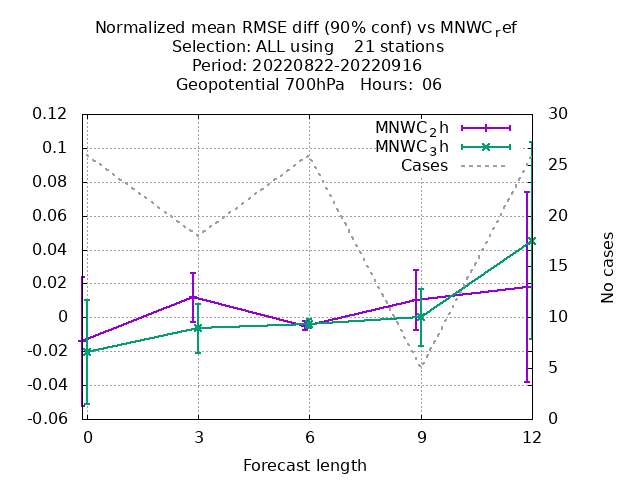 Normalized mean RMSE diff (90% conf) vs MNWC_ref
Selection: ALL using    21 stations
Period: 20220822-20220916
Geopotential 700hPa   Hours:  06
MNWC_2h
MNWC_3h
Cases
0.12
0.1
0.08
0.06
0.04
0.02
0
-0.02
-0.04
-0.06
30
25
20
15
10
5
0
No cases
0 3 6 9 12
Forecast length